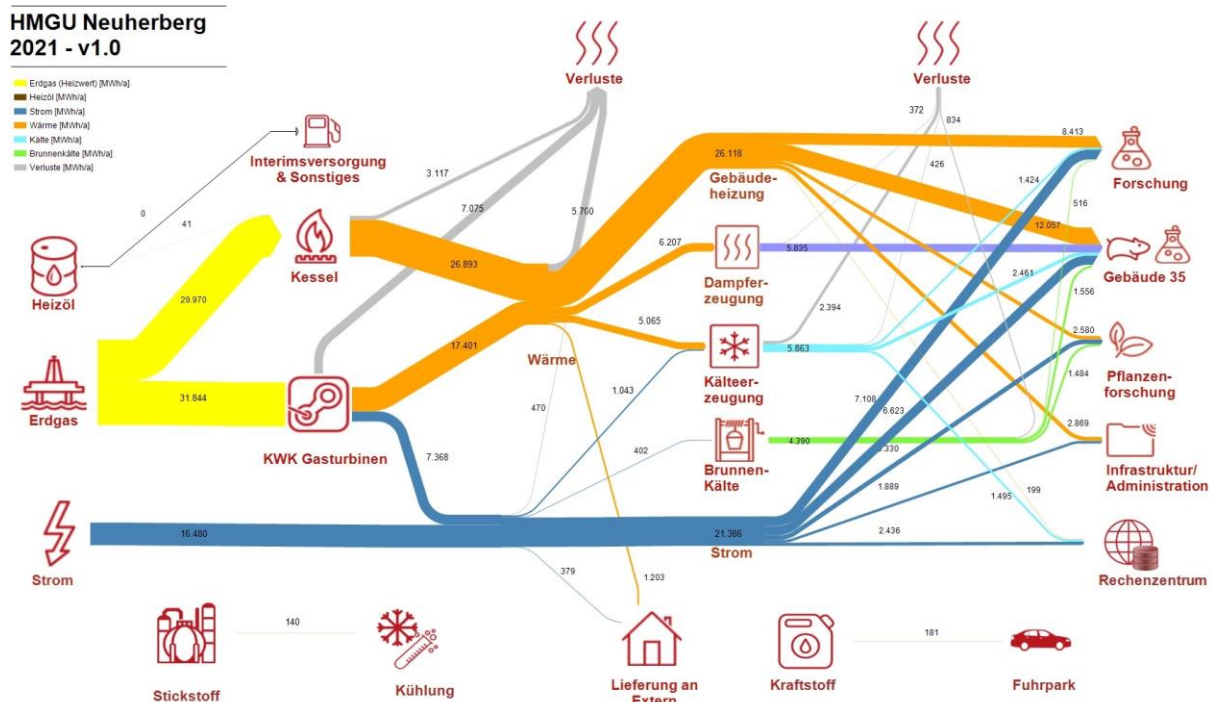 HMGU Neuherberg
2021 - v1.0
Erdgas (Heizwert) [MWh/a]
Heizöl [MWh/a]
Strom [MWh/a]
Wärme [MWh/a]
Kälte [MWh/a]
Brunnenkälte [MWh/a]
Verluste [MWh/a]
Verluste
Verluste
372
834
426
Interimsversorgung
& Sonstiges
3.117
7.075
5.700
26.118
Gebäude-
heizung
8.413
1.424
516
Forschung
0
41
Heizöl
Kessel
26.893
29.970
6.207
5.835
Dampfer-
zeugung
12.057
2.461
1.556
Gebäude 35
2.394
Erdgas
31.844
17.401
Wärme
5.065
5.863
Kälteer-
zeugung
1.043
2.580
1.484
Pflanzen-
forschung
KWK Gasturbinen
470
402
7.368
4.390
Brunnen-
Kälte
7.108
6.623
.330
1.889
2.869
Infrastruktur/
Administration
1.495
199
Strom
16.480
21.386
Strom
2.436
Rechenzentrum
379
1.203
140
Stickstoff
Kühlung
Lieferung an
Extern
Kraftstoff
181
Fuhrpark